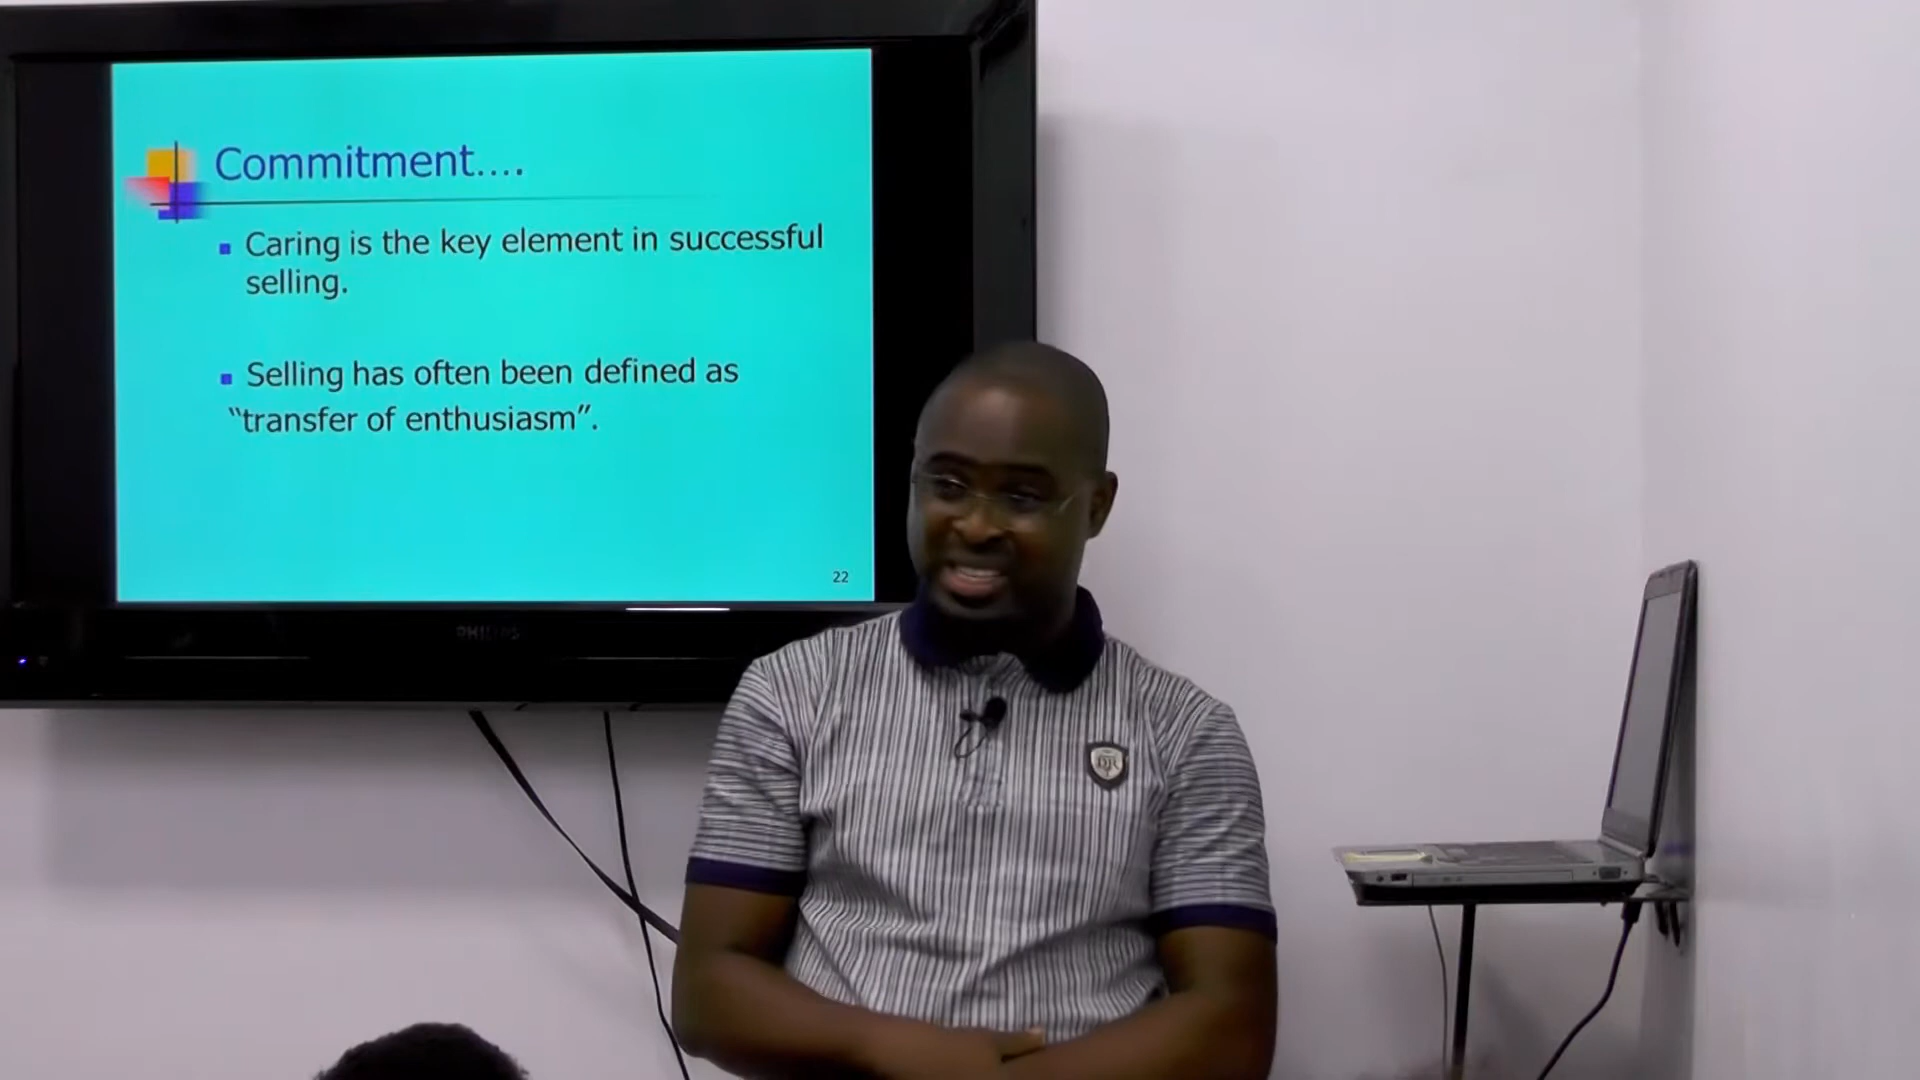 Commitment....
Caring is the key element in successful
selling.
Selling has often been defined as
“transfer of enthusiasm”.
22
PHILIPS